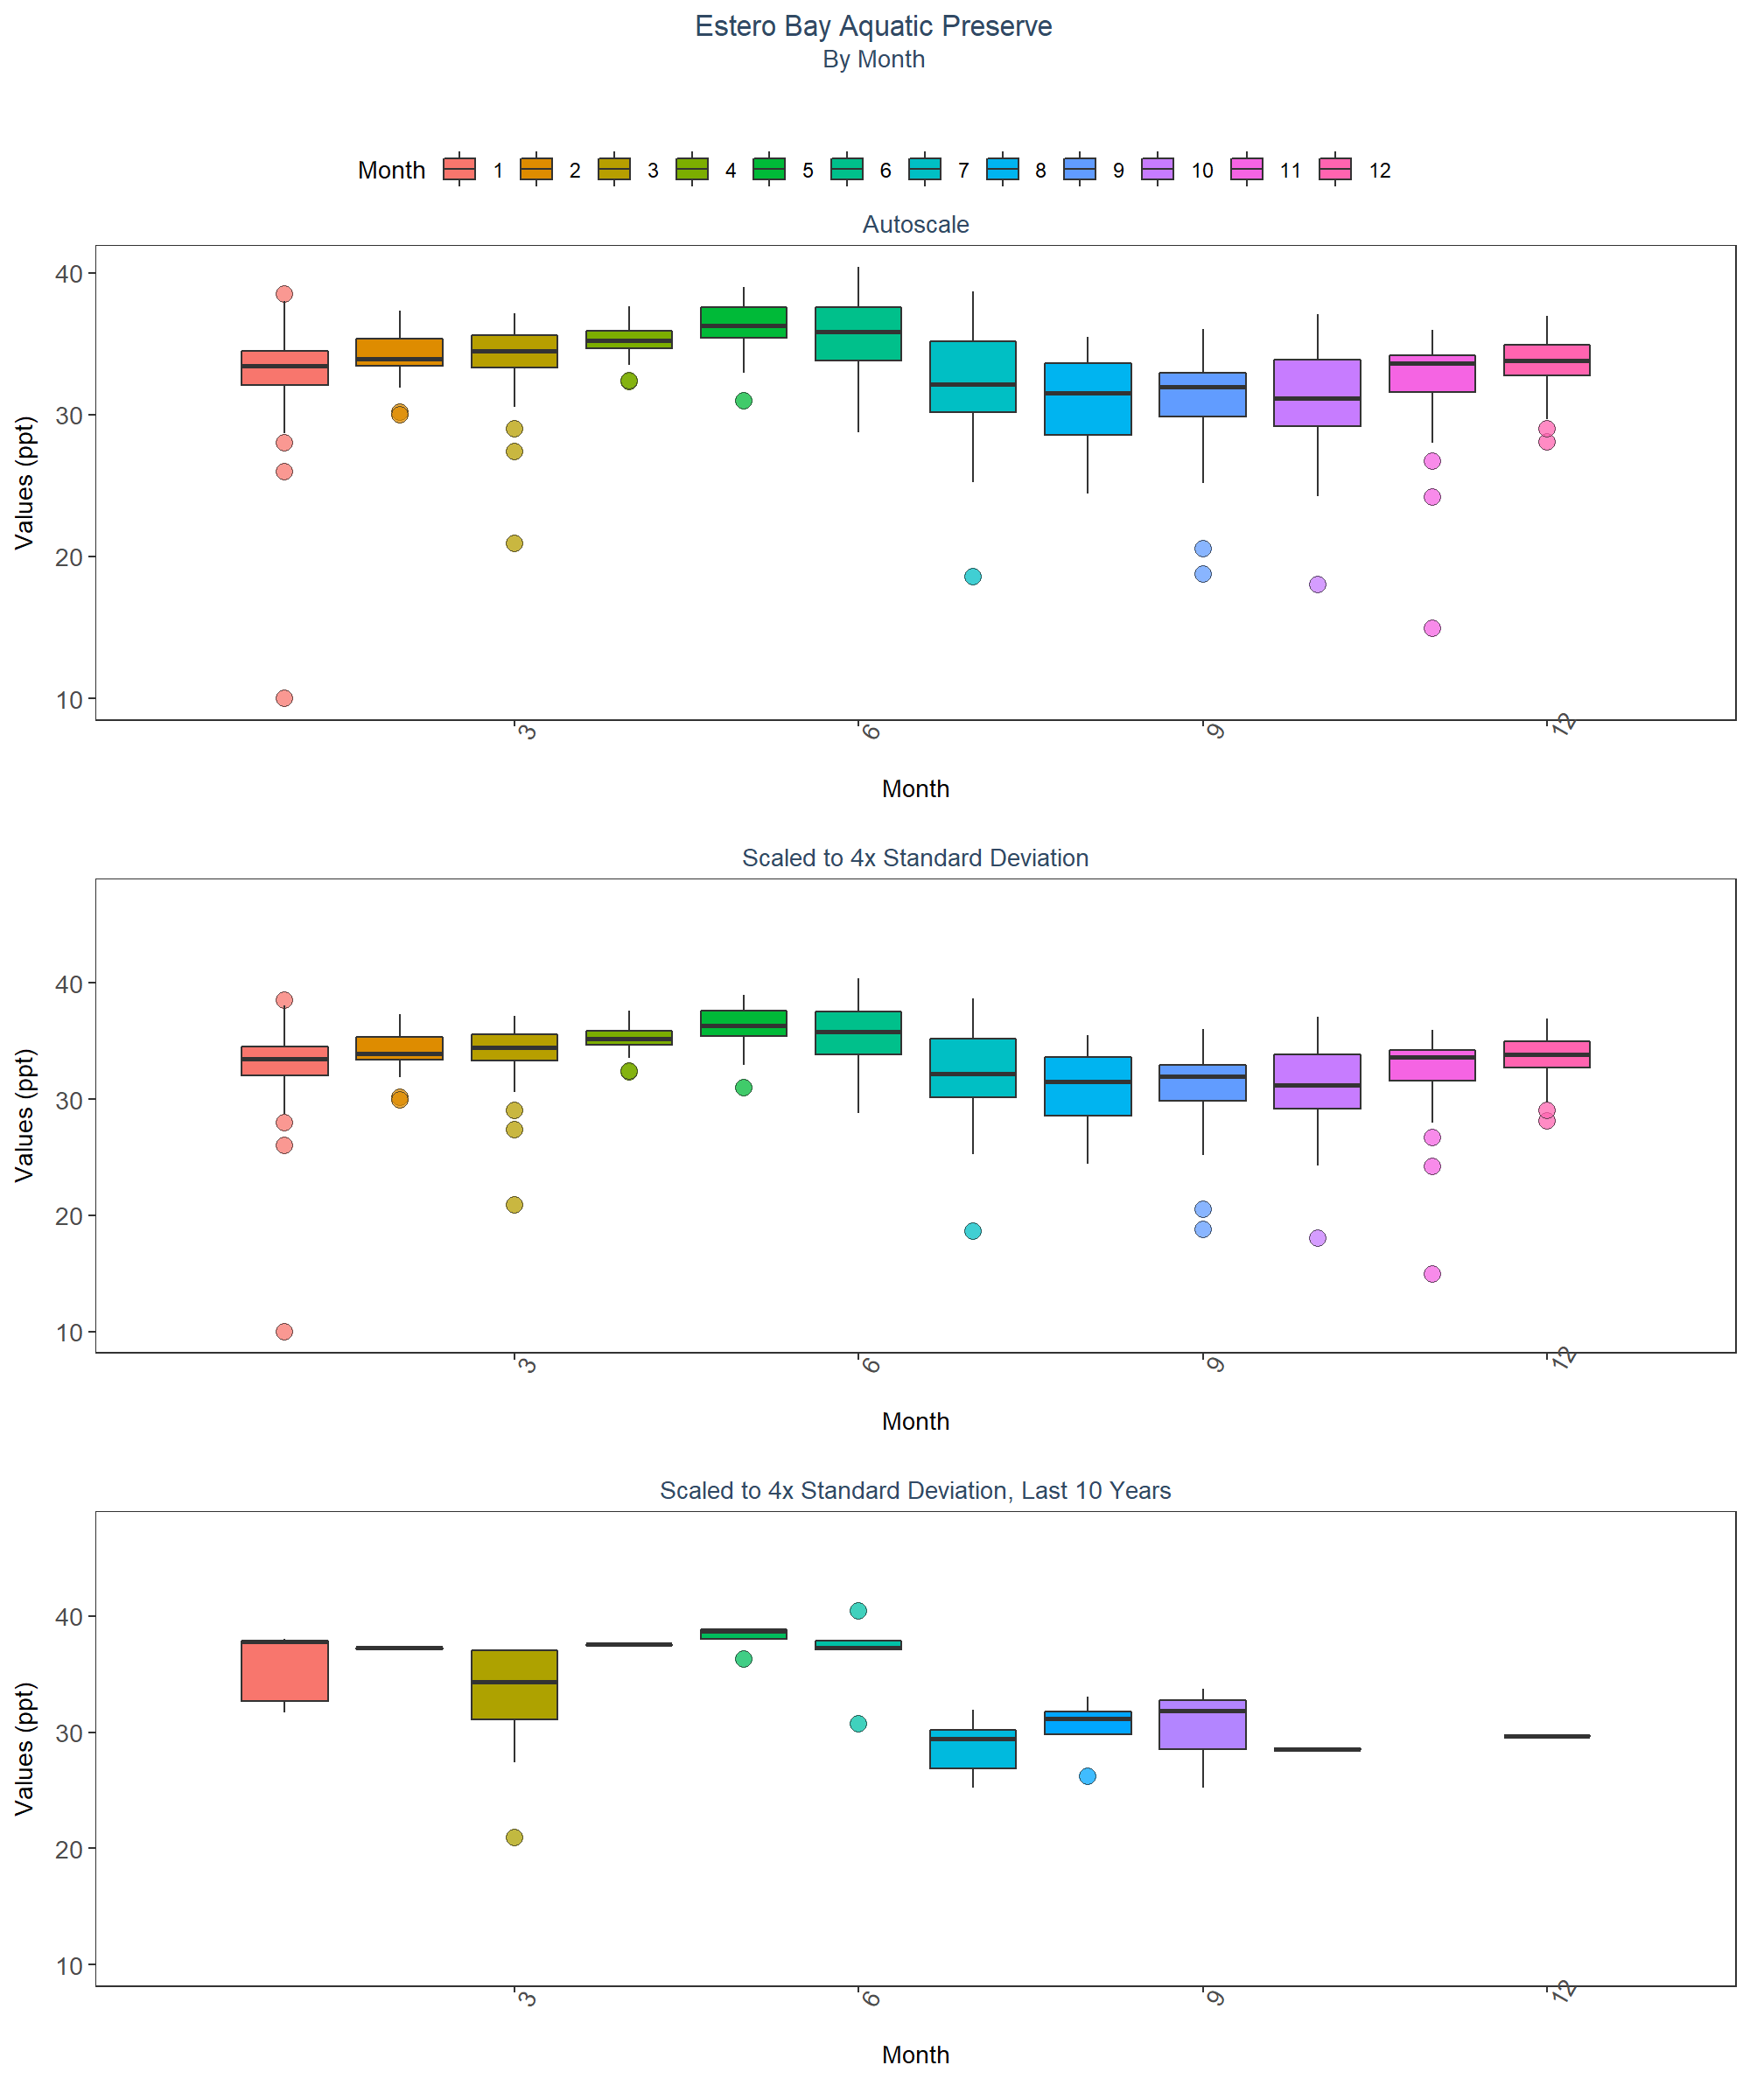 Estero Bay Aquatic Preserve
By Month
Month 1 2 3 4 5 6 7 8 9 10 11 12
Autoscale
40
30
20
10
Values (ppt)
3 6 9 12
Month
Scaled to 4x Standard Deviation
40
30
20
10
Values (ppt)
3 6 9 12
Month
Scaled to 4x Standard Deviation, Last 10 Years
40
30
20
10
Values (ppt)
3 6 9 12
Month